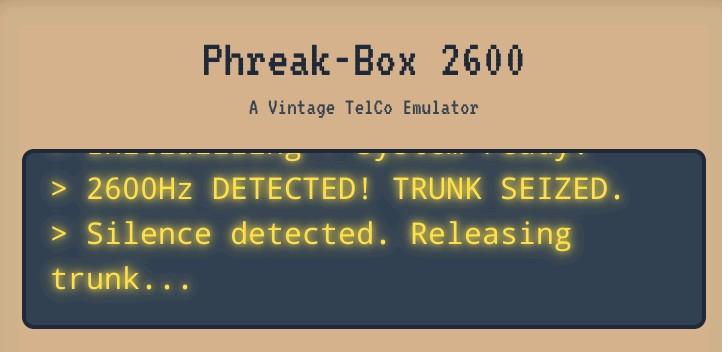 Phreak-Box 2600
A Vintage TelCo Emulator
> 2600Hz DETECTED! TRUNK SEIZED.
> Silence detected. Releasing
trunk...